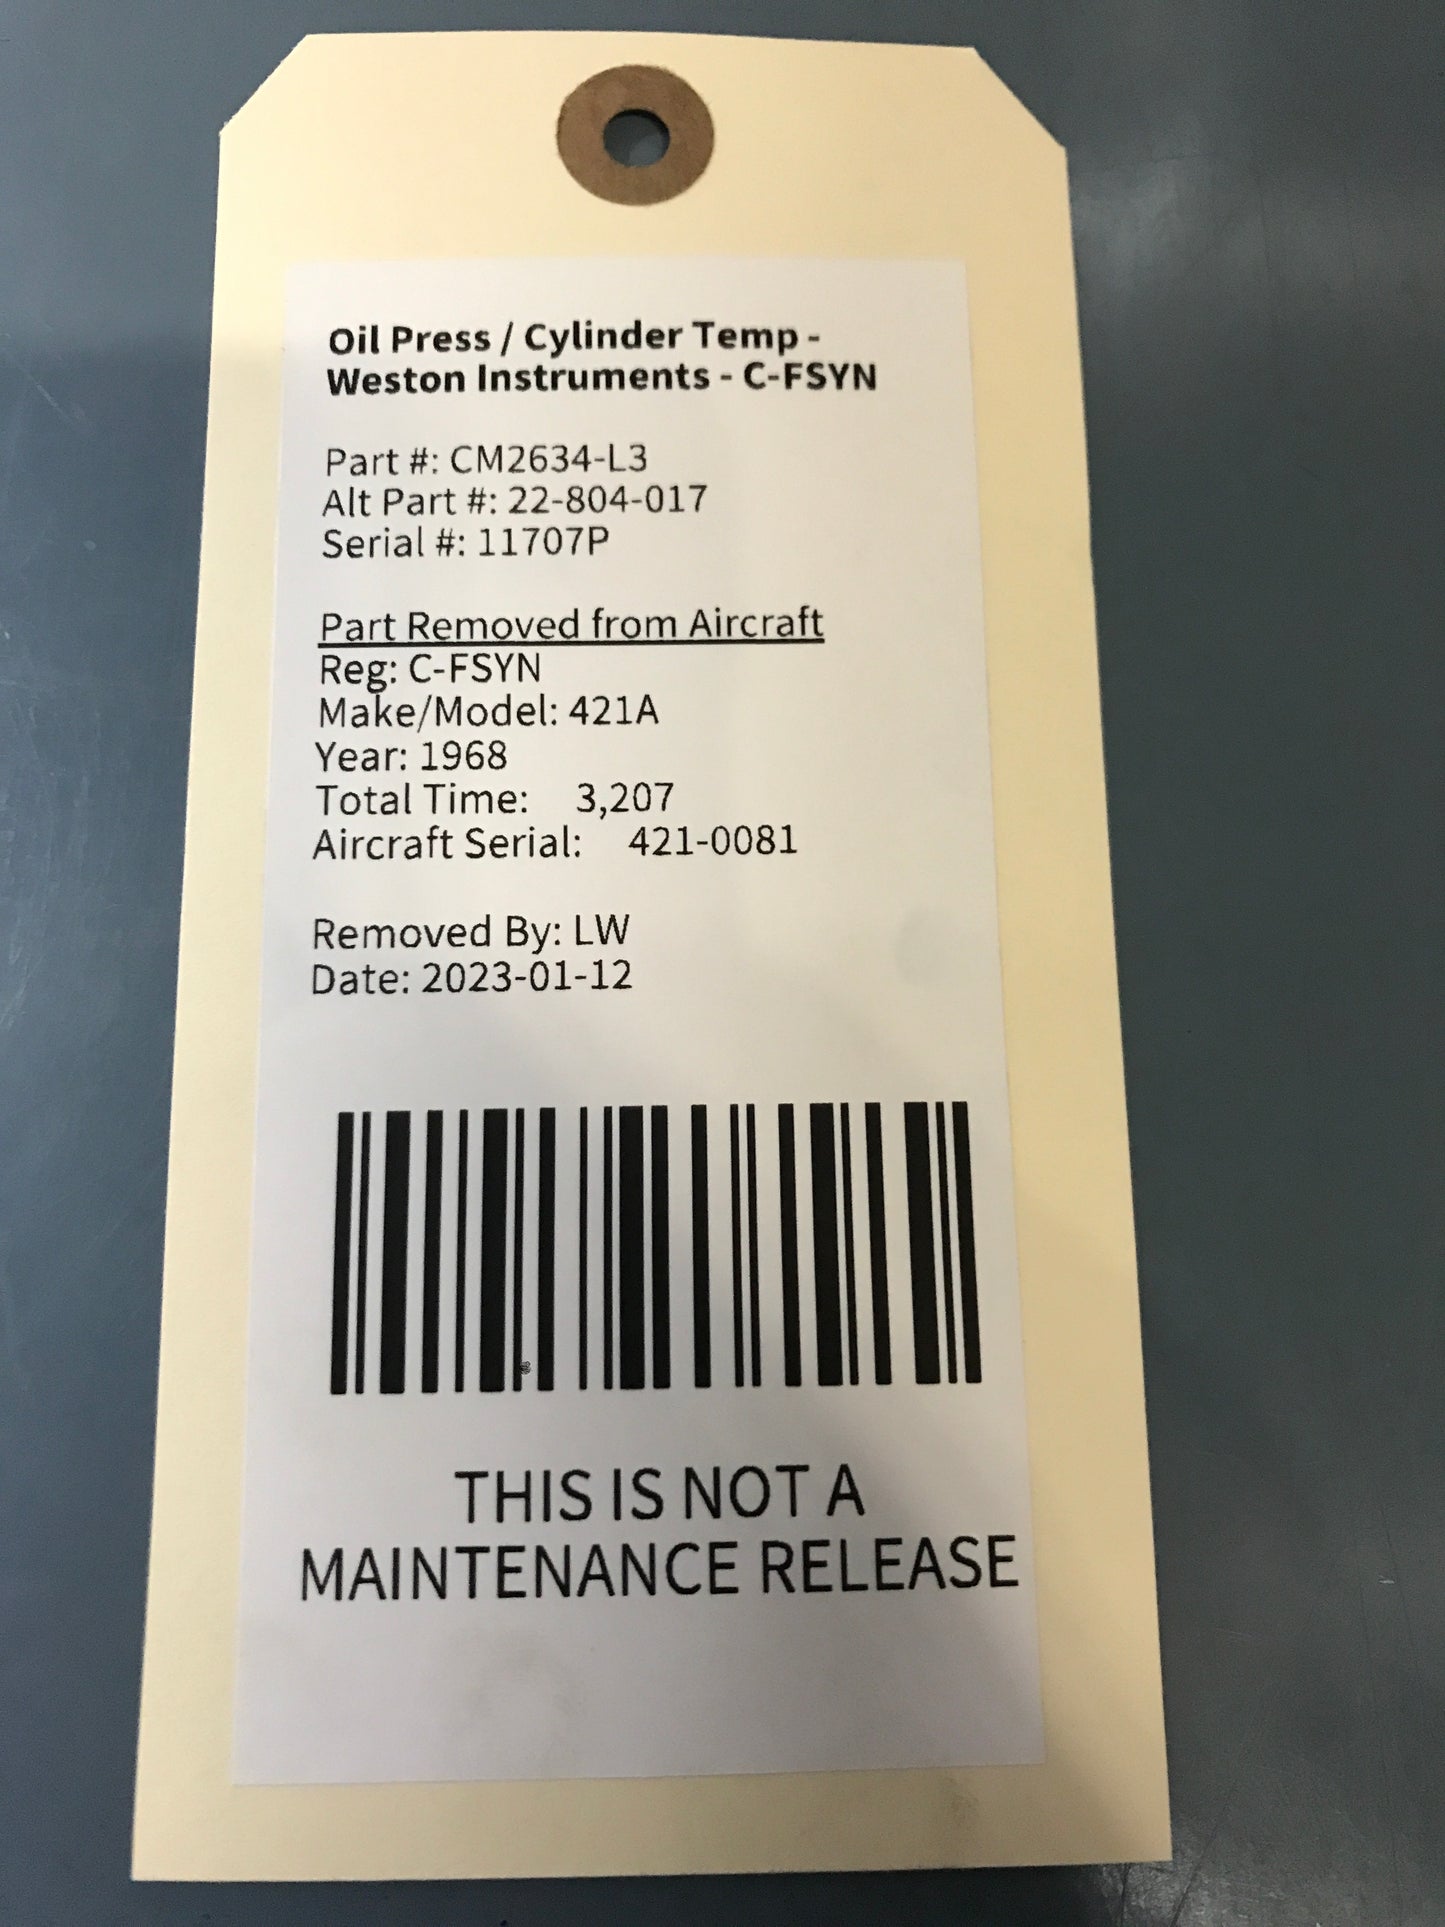 Oil Press / Cylinder Temp -
Weston Instruments - C-FSYN
Part #: CM2634-L3
Alt Part #: 22-804-017
Serial #: 11707P
Part Removed from Aircraft
Reg: C-FSYN
Make/Model: 421A
Year: 1968
Total Time: 3,207
Aircraft Serial: 421-0081
Removed By: LW
Date: 2023-01-12
THIS IS NOT A
MAINTENANCE RELEASE